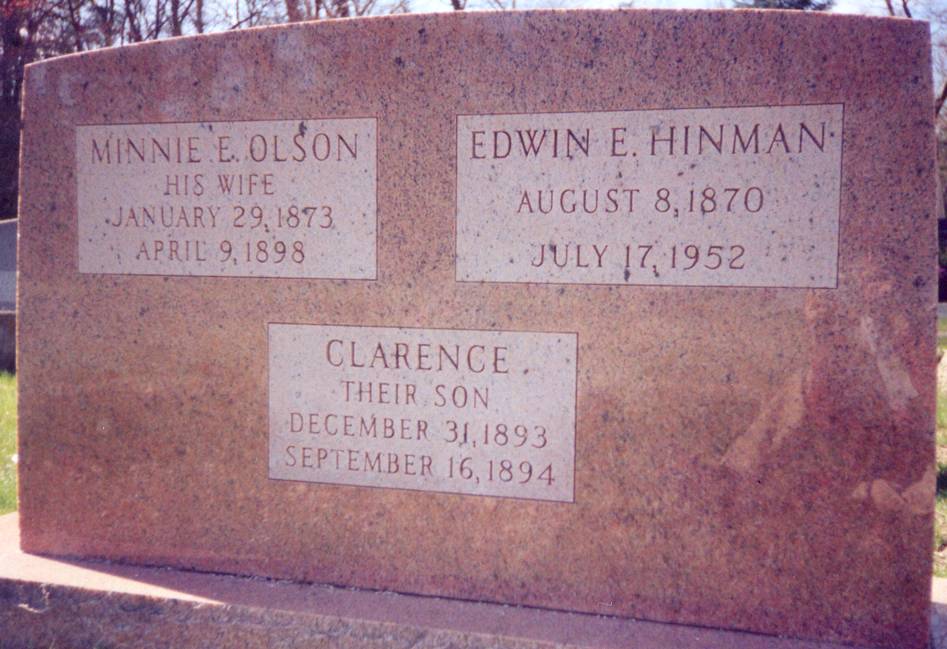 MINNIE E. OLSON
HIS WIFE
JANUARY 29, 1873
APRIL 9, 1898
EDWIN E. HINMAN
AUGUST 8, 1870
JULY 17, 1952
CLARENCE
THEIR SON
DECEMBER 31, 1893
SEPTEMBER 16, 1894